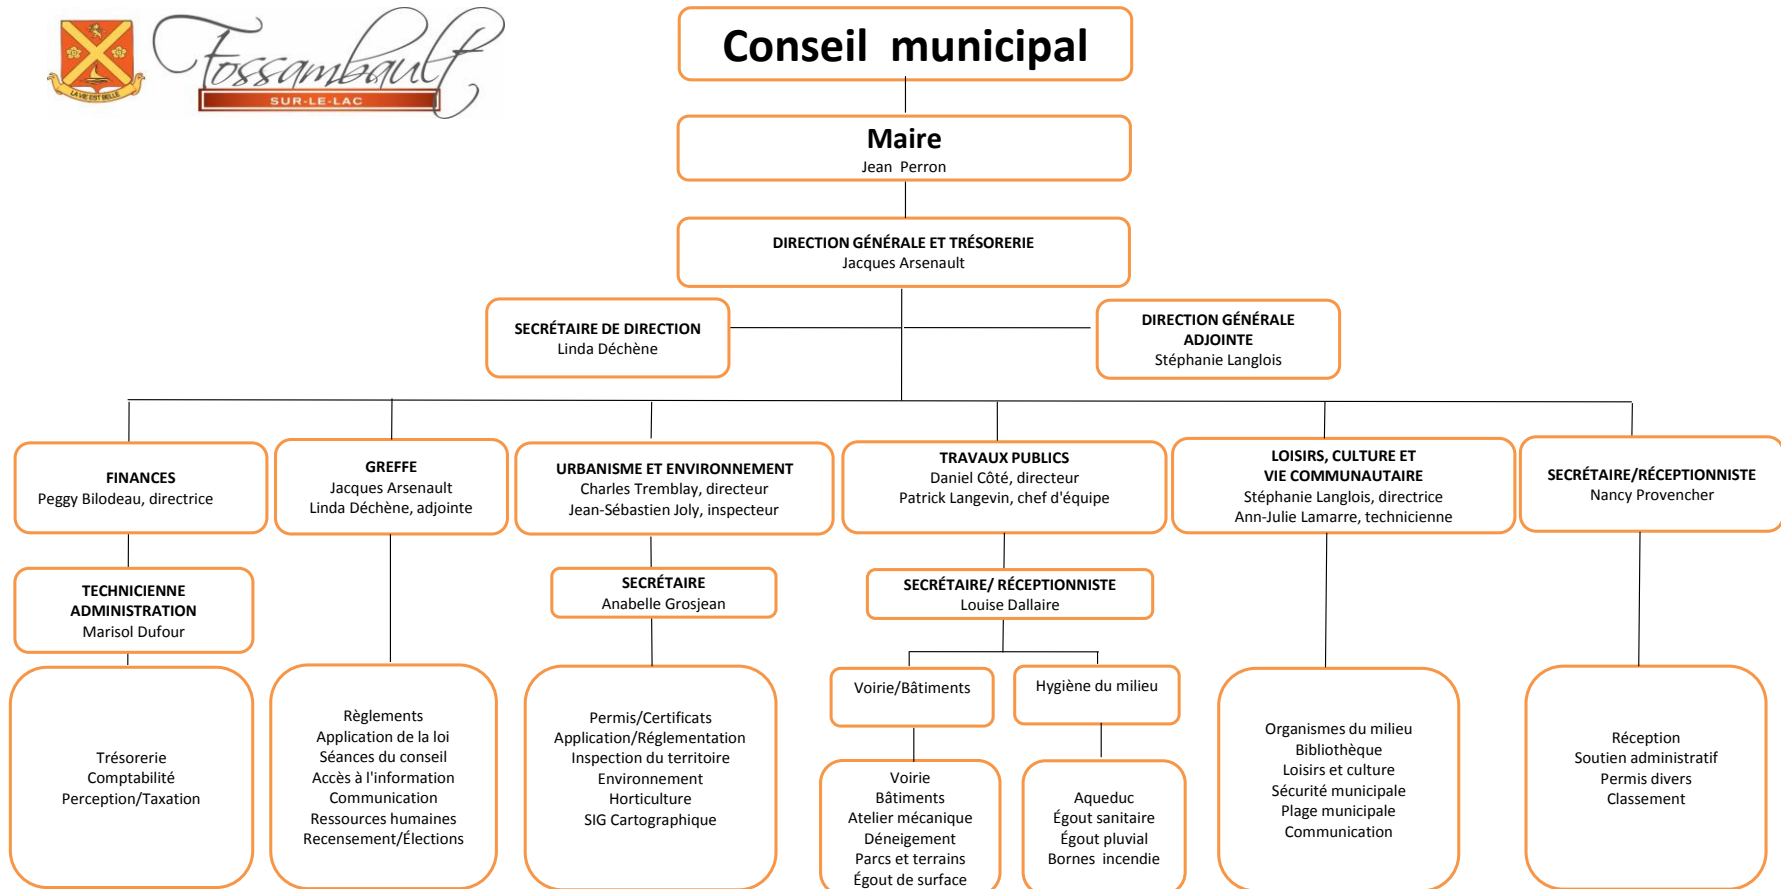 Fossambault
SUR-LE-LAC
LA VIE EST BELLE
Conseil  municipal
Maire
Jean  Perron
DIRECTION GÉNÉRALE ET TRÉSORERIE
Jacques Arsenault
SECRÉTAIRE DE DIRECTION
Linda Déchène
DIRECTION GÉNÉRALE
ADJOINTE
Stéphanie Langlois
FINANCES
Peggy Bilodeau, directrice
GREFFE
Jacques Arsenault
Linda Déchène, adjointe
URBANISME ET ENVIRONNEMENT
Charles Tremblay, directeur
Jean-Sébastien Joly, inspecteur
TRAVAUX PUBLICS
Daniel Côté, directeur
Patrick Langevin, chef d'équipe
LOISIRS, CULTURE ET
VIE COMMUNAUTAIRE
Stéphanie Langlois, directrice
Ann-Julie Lamarre, technicienne
SECRÉTAIRE/RÉCEPTIONNISTE
Nancy Provencher
TECHNICIENNE
ADMINISTRATION
Marisol Dufour
SECRÉTAIRE
Anabelle Grosjean
SECRÉTAIRE/ RÉCEPTIONNISTE
Louise Dallaire
Voirie/Bâtiments
Hygiène du milieu
Trésorerie
Comptabilité
Perception/Taxation
Règlements
Application de la loi
Séances du conseil
Accès à l'information
Communication
Ressources humaines
Recensement/Élections
Permis/Certificats
Application/Réglementation
Inspection du territoire
Environnement
Horticulture
SIG Cartographique
Voirie
Bâtiments
Atelier mécanique
Déneigement
Parcs et terrains
Égout de surface
Aqueduc
Égout sanitaire
Égout pluvial
Bornes  incendie
Organismes du milieu
Bibliothèque
Loisirs et culture
Sécurité municipale
Plage municipale
Communication
Réception
Soutien administratif
Permis divers
Classement